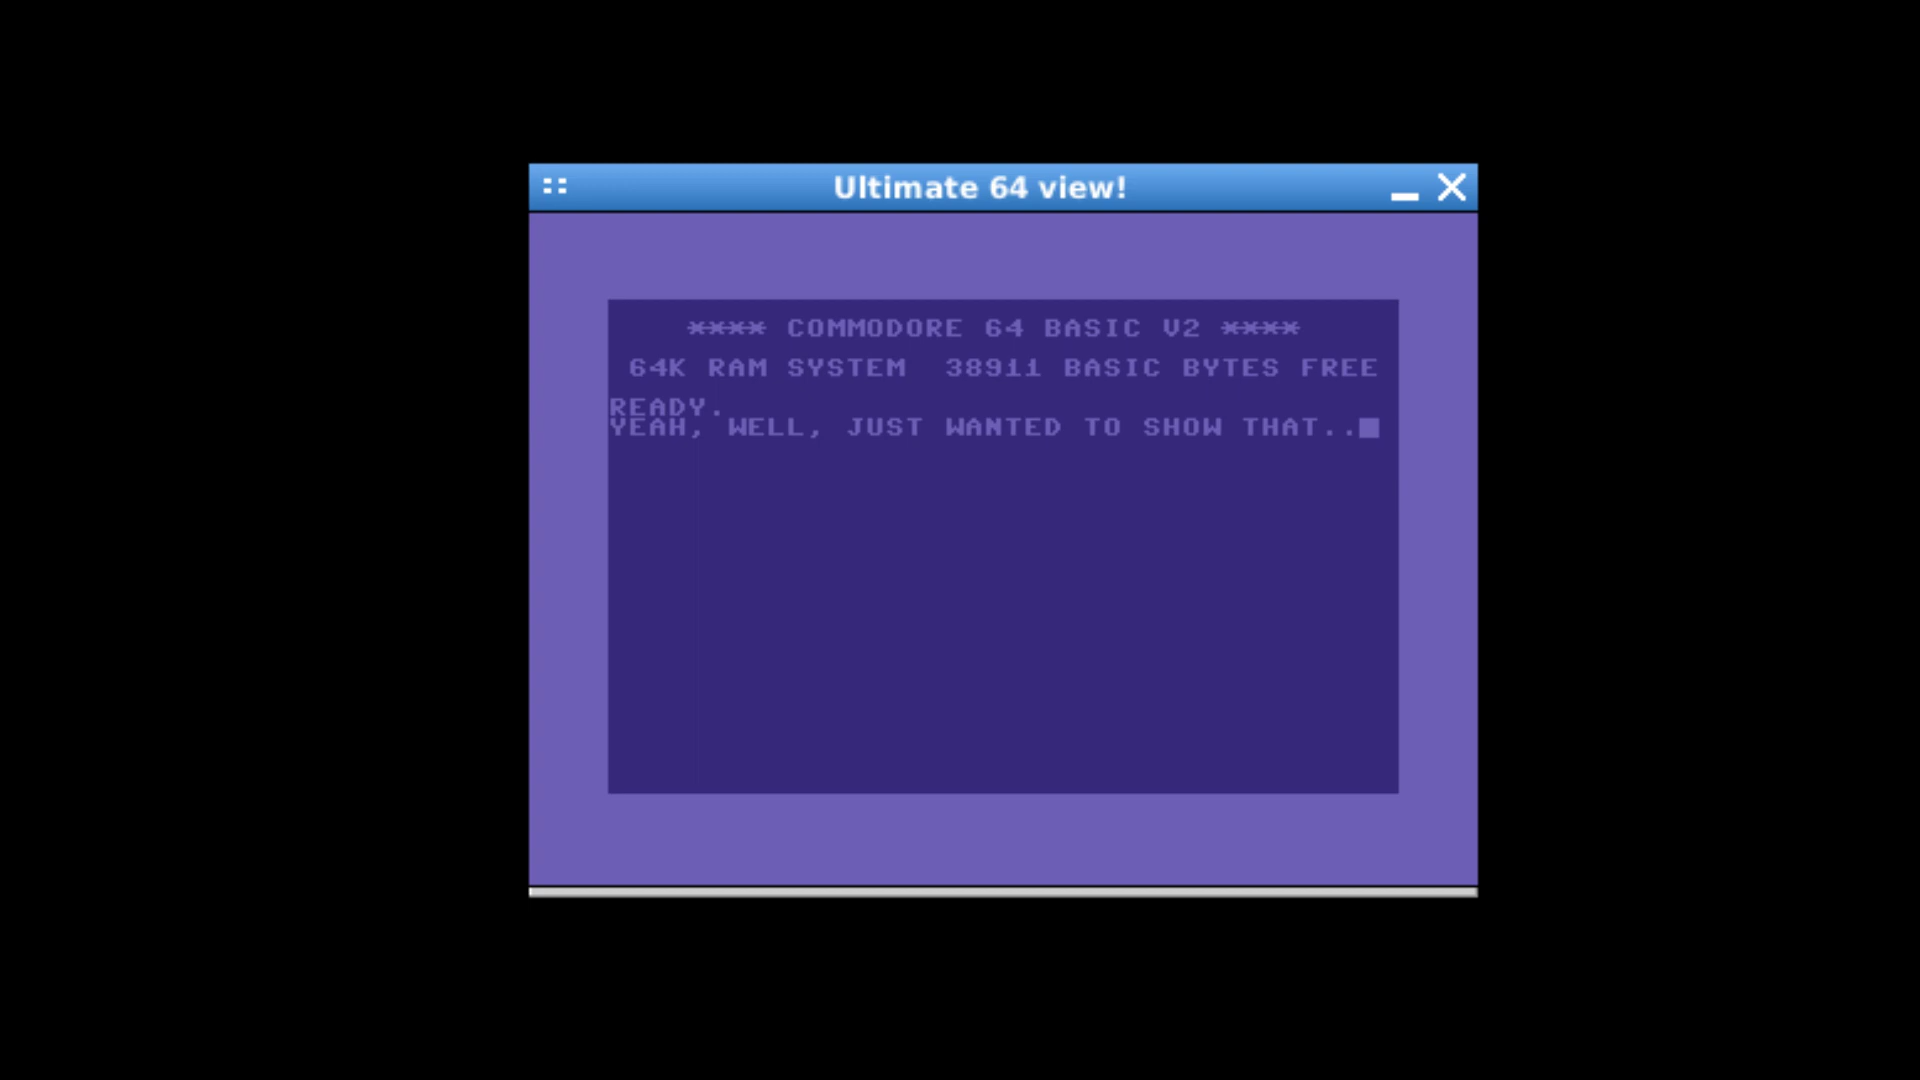 Ultimate 64 view!
**** COMMODORE 64 BASIC V2 ****
64K RAM SYSTEM  38911 BASIC BYTES FREE
READY.
YEAH, WELL, JUST WANTED TO SHOW THAT..